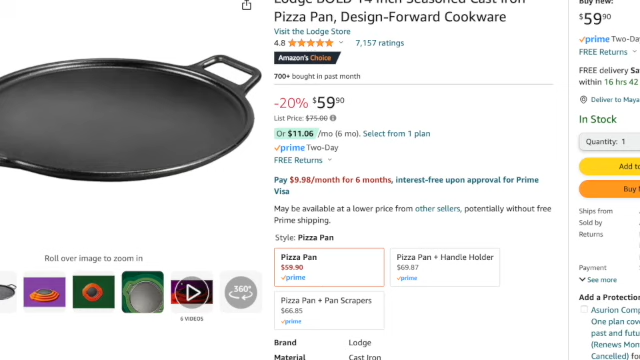 Lodge BOLD 14 Inch Seasoned Cast Iron
Pizza Pan, Design-Forward Cookware
Visit the Lodge Store
4.8
7,157 ratings
Amazon's Choice
700+ bought in past month
-20% $59 90
List Price: $75.00
Or $11.06 /mo (6 mo). Select from 1 plan
prime Two-Day
FREE Returns
Pay $9.98/month for 6 months, interest-free upon approval for Prime
Visa
May be available at a lower price from other sellers, potentially without free
Prime shipping.
Style: Pizza Pan
Pizza Pan
$59.90
prime
Pizza Pan + Handle Holder
$69.87
prime
Pizza Pan + Pan Scrapers
$66.85
prime
Brand Lodge
Material Cast Iron
Roll over image to zoom in
360°
6 VIDEOS
Buy new:
$59 90
prime Two-Da
FREE Returns
FREE delivery Sa
within 16 hrs 42
Deliver to Maya
In Stock
Quantity: 1
Add to
Buy
Ships from
Sold by
Returns
Payment
See more
Add a Protectio
Asurion Comp
One plan cove
past and futu
(Renews Mon
Cancelled) fo